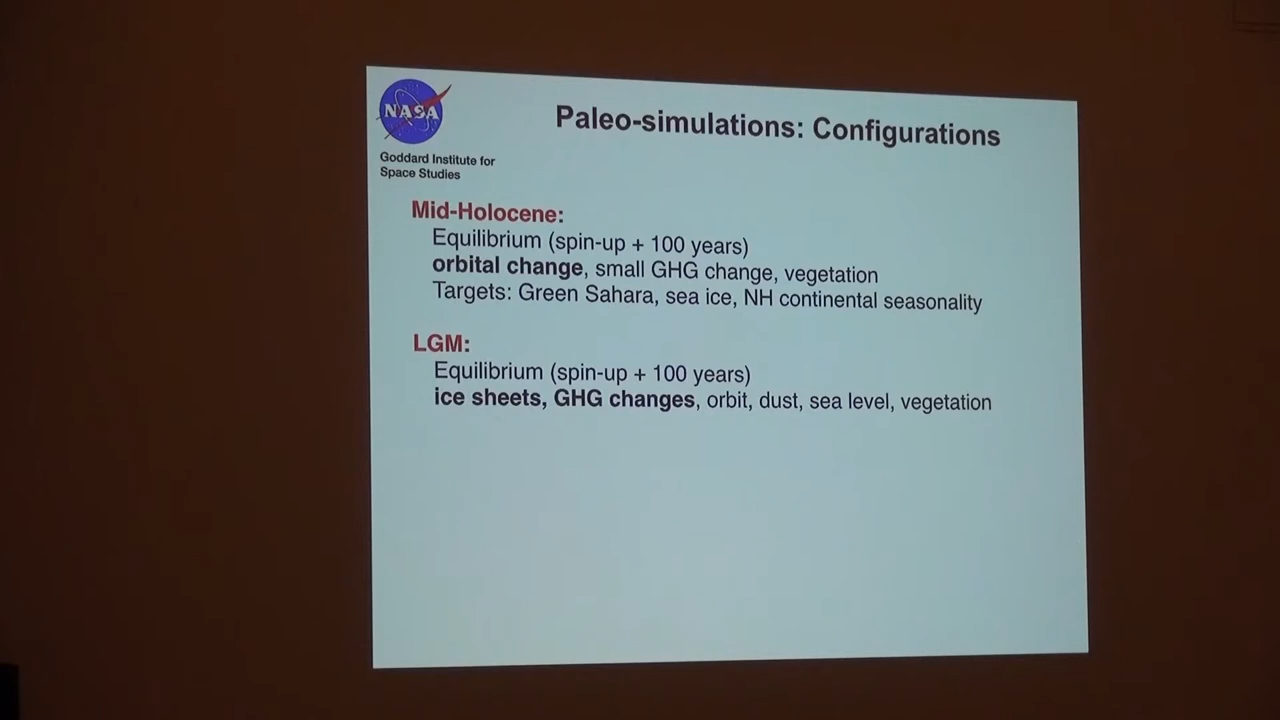 NASA
Goddard Institute for
Space Studies
Paleo-simulations: Configurations
Mid-Holocene:
Equilibrium (spin-up + 100 years)
orbital change, small GHG change, vegetation
Targets: Green Sahara, sea ice, NH continental seasonality
LGM:
Equilibrium (spin-up + 100 years)
ice sheets, GHG changes, orbit, dust, sea level, vegetation